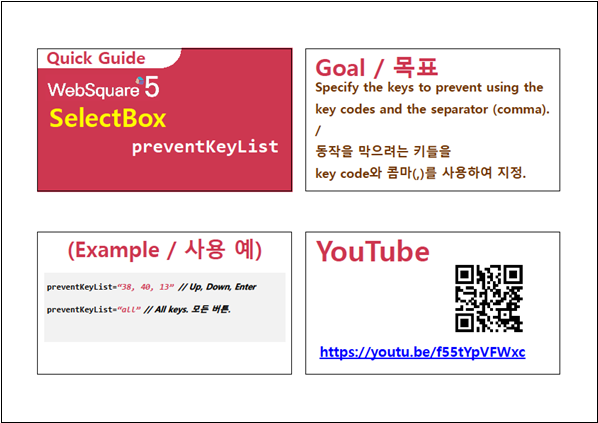 Quick Guide
WebSquare 5
SelectBox
preventKeyList
Goal / 목표
Specify the keys to prevent using the
key codes and the separator (comma).
/
동작을 막으려는 키들을
key code와 콤마(,)를 사용하여 지정.
(Example / 사용 예)
preventKeyList=“38, 40, 13” // Up, Down, Enter
preventKeyList=“all” // All keys. 모든 버튼.
YouTube
https://youtu.be/f55tYpVFWxc